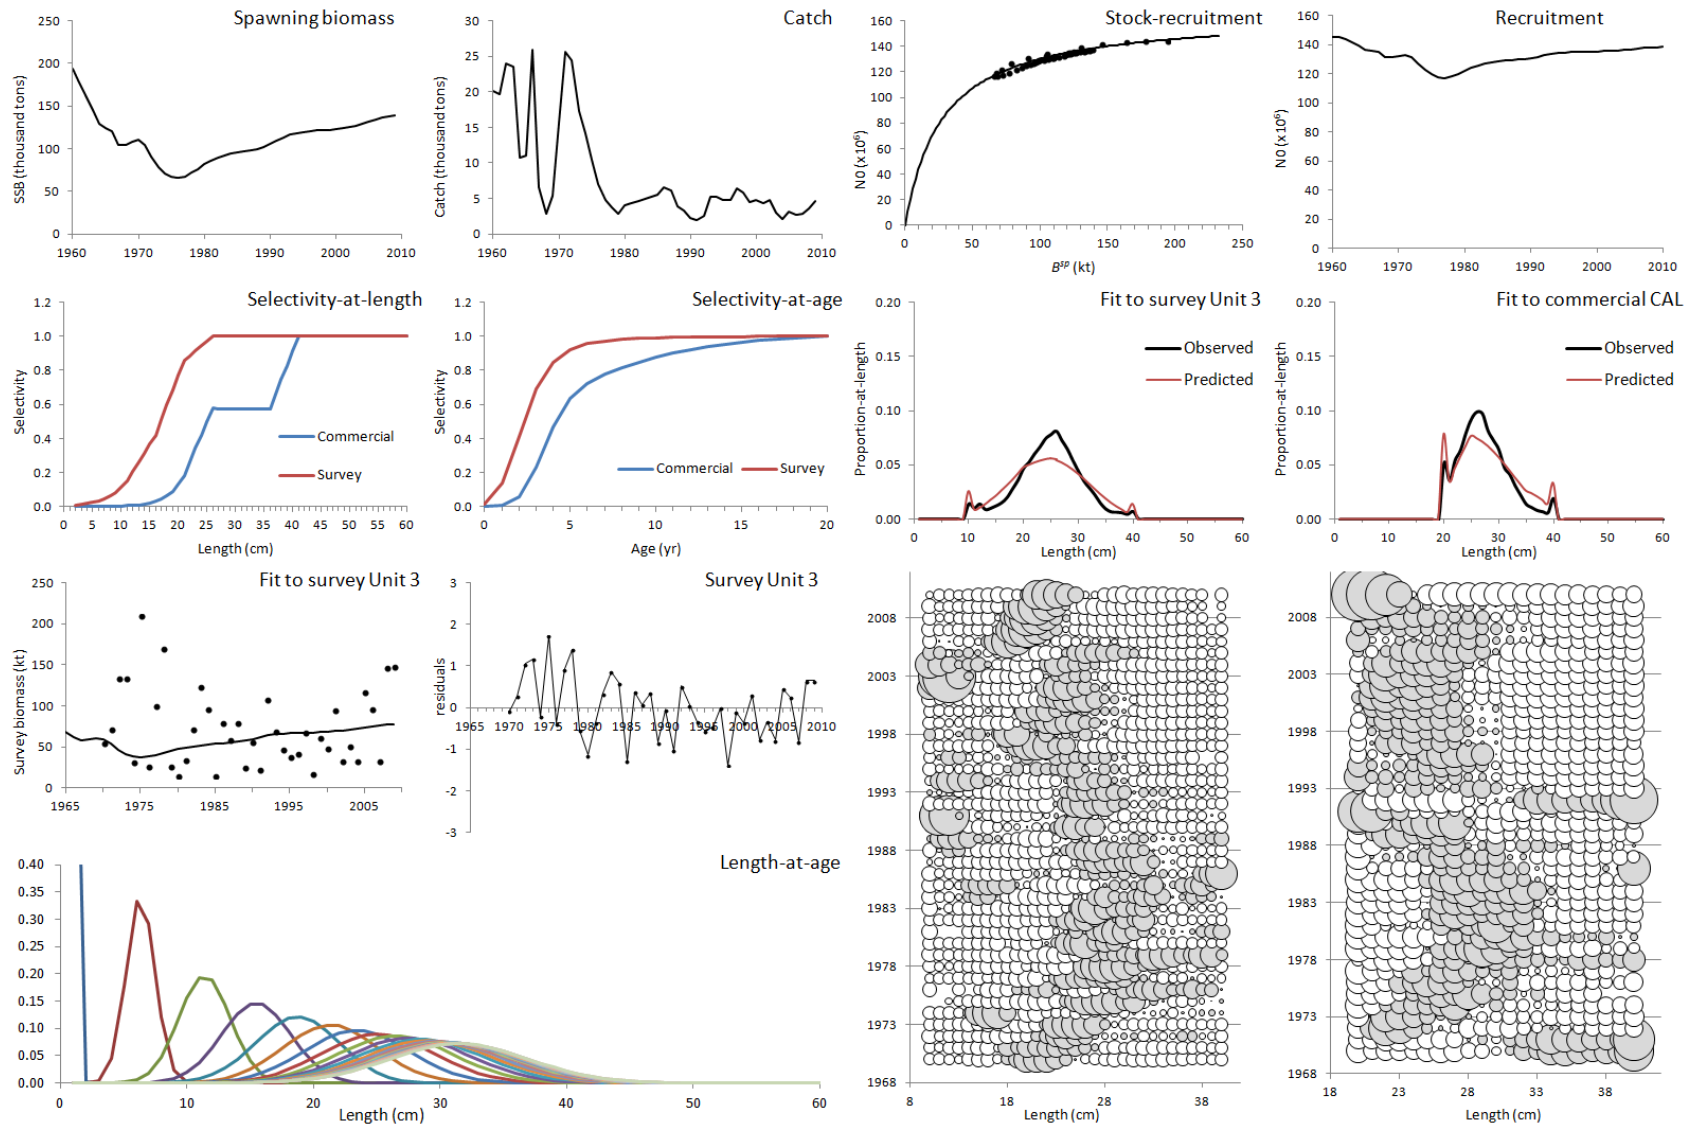 Spawning biomass
SSB (thousand tons)
250
200
150
100
50
0
1960 1970 1980 1990 2000 2010
Catch
Catch (thousand tons)
30
25
20
15
10
5
0
1960 1970 1980 1990 2000 2010
Stock-recruitment
N0 (x10⁶)
160
140
120
100
80
60
40
20
0
0 50 100 150 200 250
Bˢᵖ (kt)
Recruitment
N0 (x10⁶)
160
140
120
100
80
60
40
20
0
1960 1970 1980 1990 2000 2010
Selectivity-at-length
Selectivity
1.2
1.0
0.8
0.6
0.4
0.2
0.0
Commercial
Survey
0 5 10 15 20 25 30 35 40 45 50 55 60
Length (cm)
Selectivity-at-age
Selectivity
1.2
1.0
0.8
0.6
0.4
0.2
0.0
Commercial Survey
0 5 10 15 20
Age (yr)
Fit to survey Unit 3
Proportion-at-length
0.20
0.15
0.10
0.05
0.00
Observed
Predicted
0 10 20 30 40 50 60
Length (cm)
Fit to commercial CAL
Proportion-at-length
0.20
0.15
0.10
0.05
0.00
Observed
Predicted
0 10 20 30 40 50 60
Length (cm)
Fit to survey Unit 3
Survey biomass (kt)
250
200
150
100
50
0
1965 1975 1985 1995 2005
Survey Unit 3
residuals
3
2
1
0
-1
-2
-3
1965 1970 1975 1980 1985 1990 1995 2000 2005 2010
2008
2003
1998
1993
1988
1983
1978
1973
1968
8 18 28 38
Length (cm)
2008
2003
1998
1993
1988
1983
1978
1973
1968
18 23 28 33 38
Length (cm)
Length-at-age
0.40
0.35
0.30
0.25
0.20
0.15
0.10
0.05
0.00
0 10 20 30 40 50 60
Length (cm)